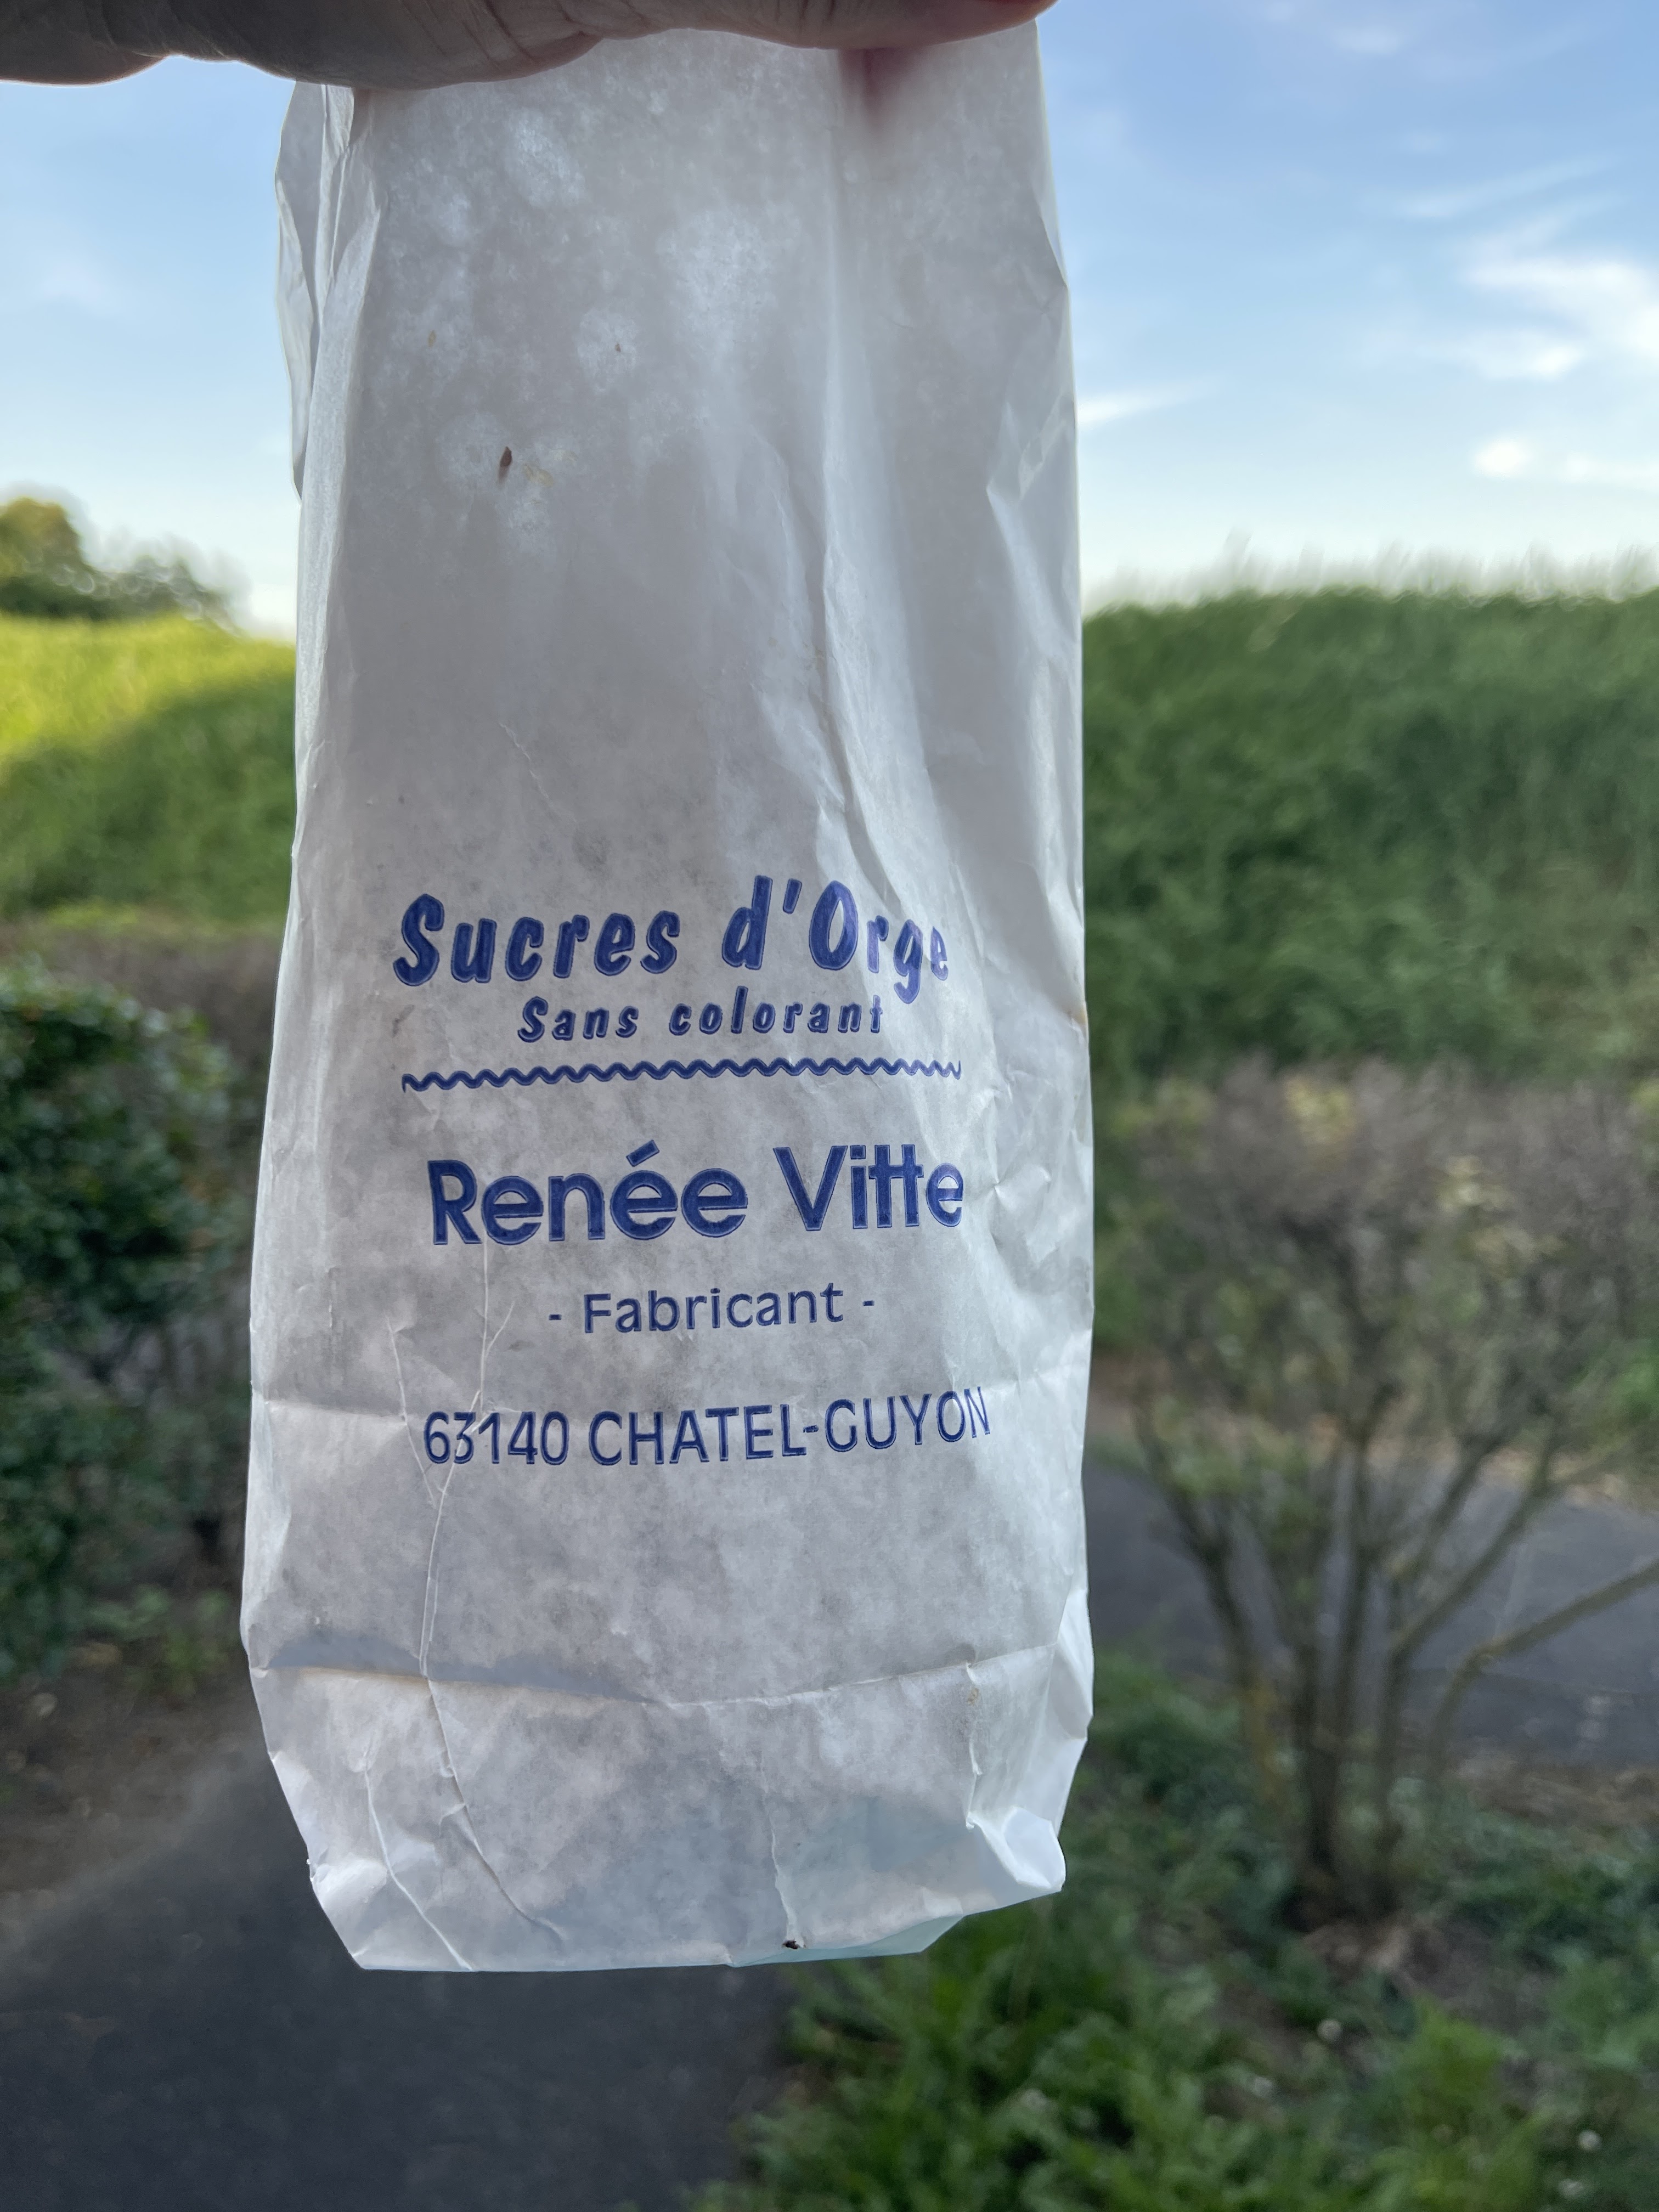 Sucres d'Orge
Sans colorant
Renée Vitte
- Fabricant -
63140 CHATEL-GUYON